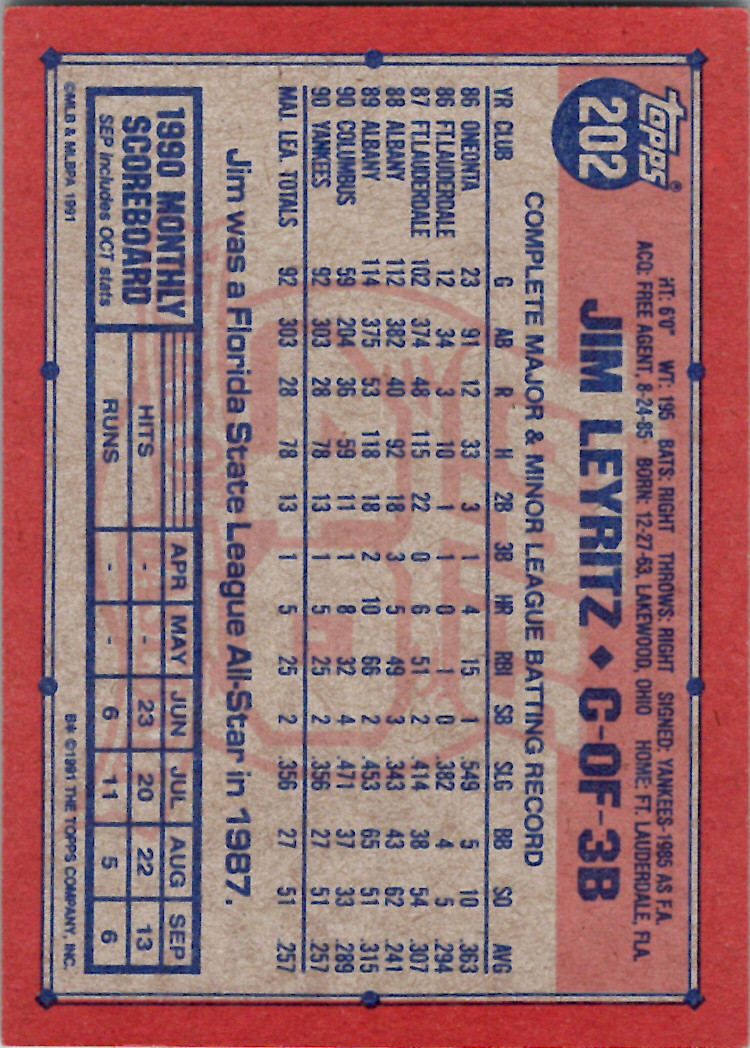 topps®
202
HT: 6'0" WT: 195 BATS: RIGHT THROWS: RIGHT SIGNED: YANKEES-1985 AS F.A.
ACQ: FREE AGENT, 8-24-85 BORN: 12-27-63, LAKEWOOD, OHIO HOME: FT. LAUDERDALE, FLA.
JIM LEYRITZ ♦ C-OF-3B
COMPLETE MAJOR & MINOR LEAGUE BATTING RECORD
YR CLUB G AB R H 2B 3B HR RBI SB SLG BB SO AVG
86 ONEONTA 23 91 12 33 3 1 4 15 1 .549 5 10 .363
86 FT.LAUDERDALE 12 34 3 10 1 1 0 1 0 .382 4 5 .294
87 FT.LAUDERDALE 102 374 48 115 22 0 6 51 2 .414 38 54 .307
88 ALBANY 112 382 40 92 18 3 5 49 3 .343 43 62 .241
89 ALBANY 114 375 53 118 18 2 10 66 2 .453 65 51 .315
90 COLUMBUS 59 204 36 59 11 1 8 32 4 .471 37 33 .289
90 YANKEES 92 303 28 78 13 1 5 25 2 .356 27 51 .257
MAJ. LEA. TOTALS 92 303 28 78 13 1 5 25 2 .356 27 51 .257
Jim was a Florida State League All-Star in 1987.
1990 MONTHLY
SCOREBOARD
SEP includes OCT stats
APR MAY JUN JUL AUG SEP
HITS - - 23 20 22 13
RUNS - - 6 11 5 6
©MLB & MLBPA 1991
B* ©1991 THE TOPPS COMPANY, INC.